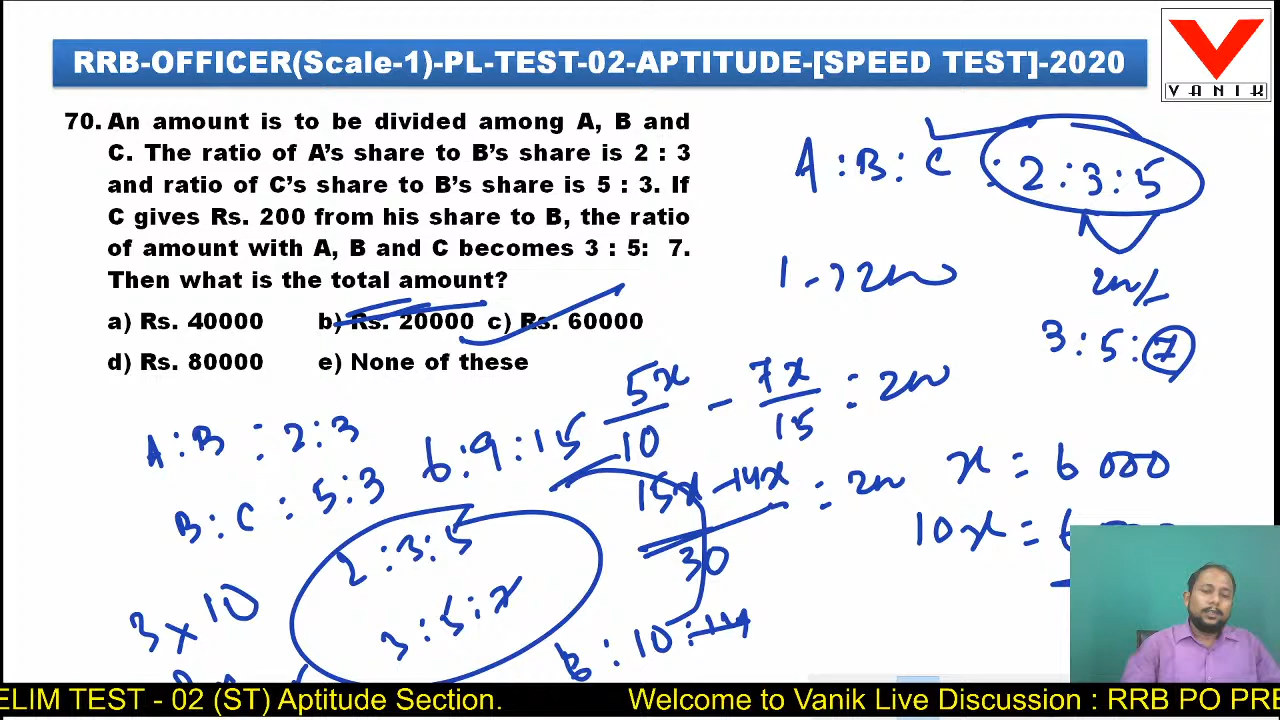 RRB-OFFICER(Scale-1)-PL-TEST-02-APTITUDE-[SPEED TEST]-2020
VANIK
70. An amount is to be divided among A, B and
C. The ratio of A's share to B's share is 2 : 3
and ratio of C's share to B's share is 5 : 3. If
C gives Rs. 200 from his share to B, the ratio
of amount with A, B and C becomes 3 : 5: 7.
Then what is the total amount?
a) Rs. 40000 b) Rs. 20000 c) Rs. 60000
d) Rs. 80000 e) None of these
A : B : C : 2 : 3 : 5
3 : 5 : 7
A : B : 2 : 3
B : C : 5 : 3
6 : 9 : 15
5x/10 - 7x/15 = 200
15x - 14x/30 = 200
x = 6000
10x =
2 : 3 : 5
3 : 5 : 7
3 x 10
B : 10 : 14
ELIM TEST - 02 (ST) Aptitude Section. Welcome to Vanik Live Discussion : RRB PO PRE